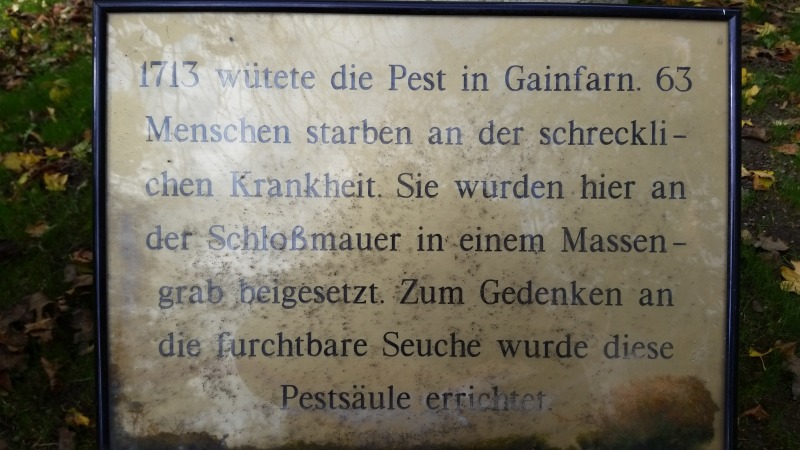 1713 wütete die Pest in Gainfarn. 63
Menschen starben an der schreckli-
chen Krankheit. Sie wurden hier an
der Schloßmauer in einem Massen-
grab beigesetzt. Zum Gedenken an
die furchtbare Seuche wurde diese
Pestsäule errichtet.